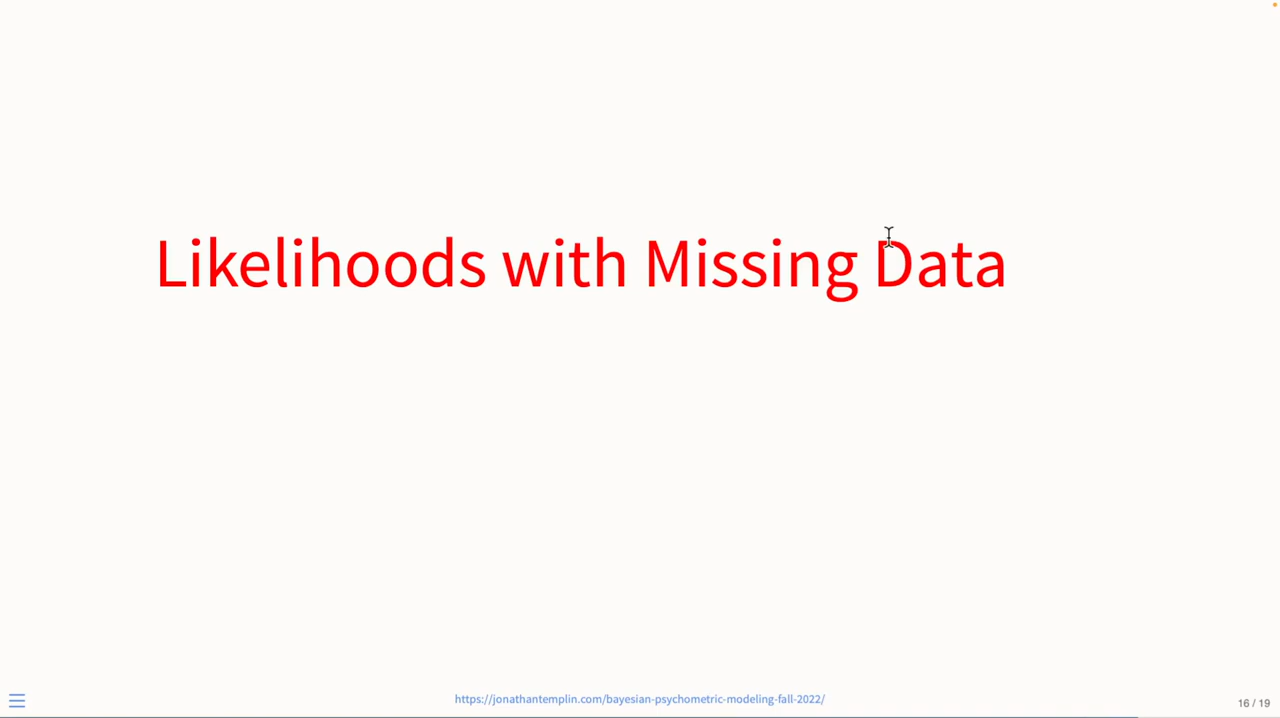 Likelihoods with Missing Data
https://jonathantemplin.com/bayesian-psychometric-modeling-fall-2022/
16 / 19